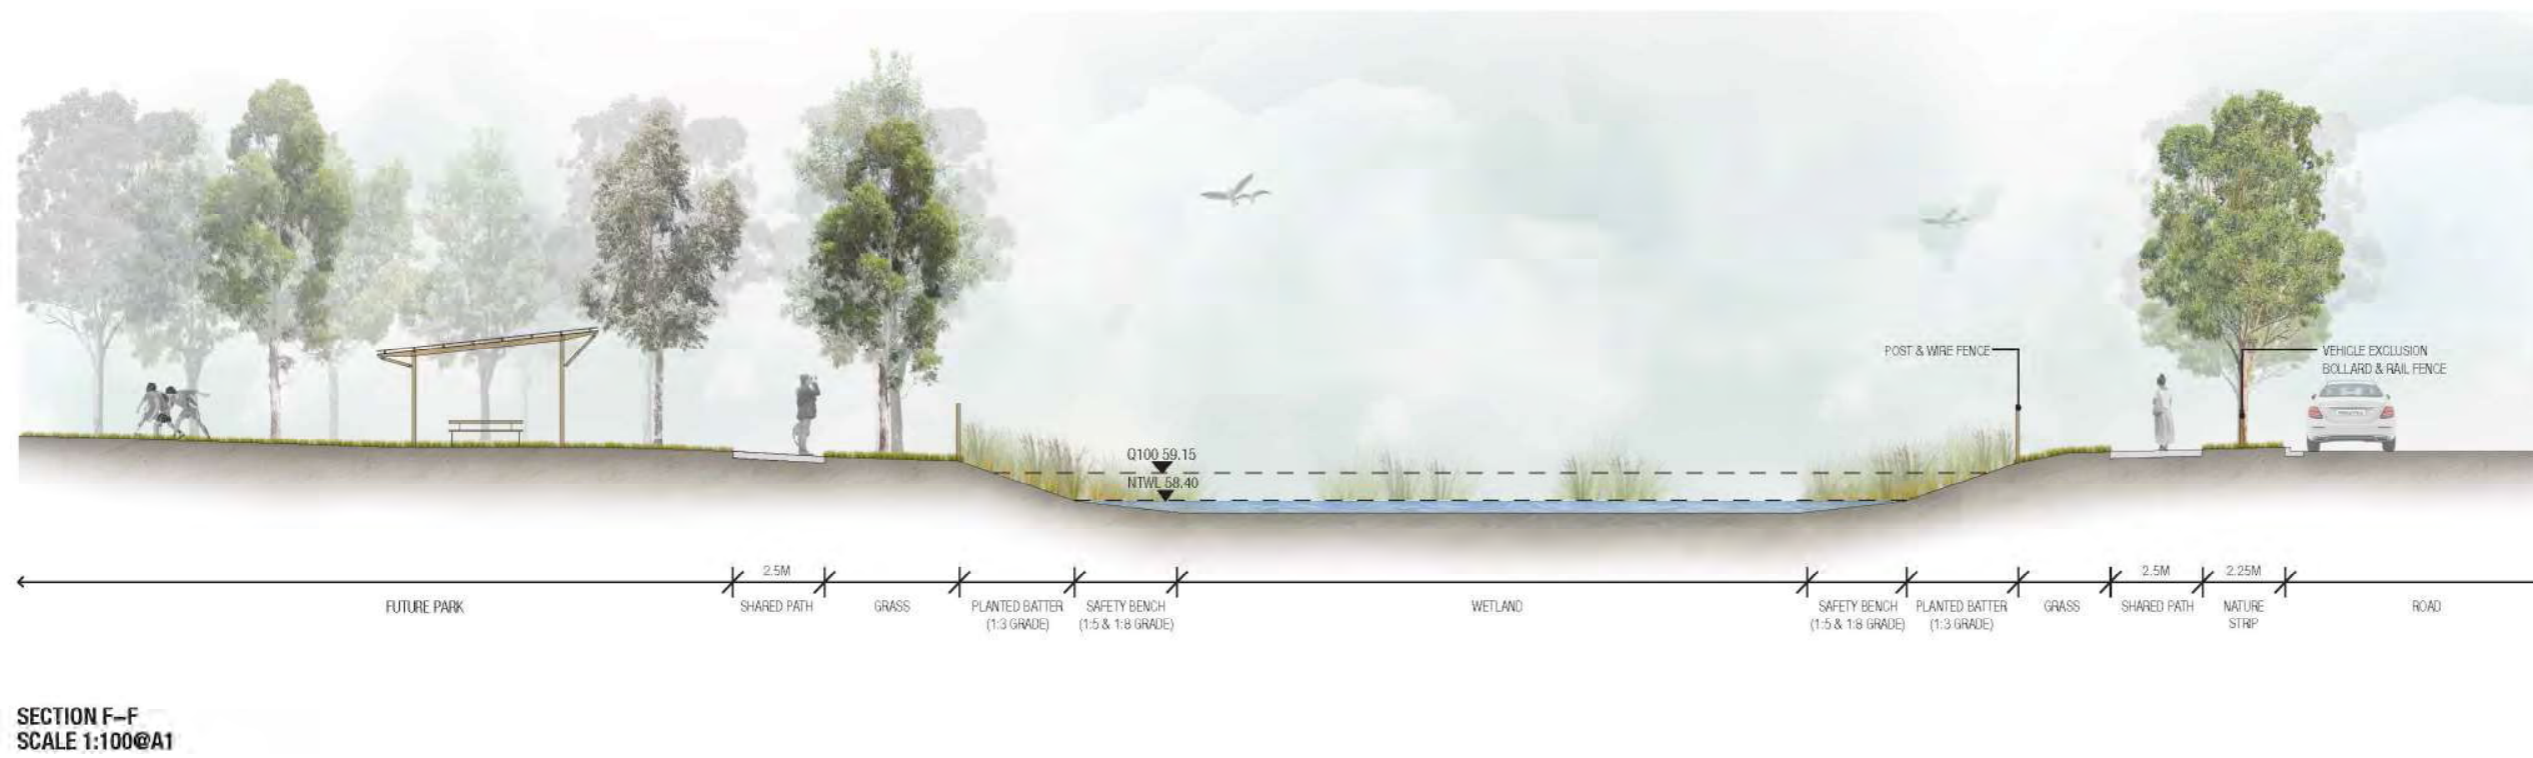 POST & WIRE FENCE
VEHICLE EXCLUSION
BOLLARD & RAIL FENCE
Q100 59.15
NTWL 58.40
2.5M
2.5M
2.25M
FUTURE PARK
SHARED PATH
GRASS
PLANTED BATTER
(1:3 GRADE)
SAFETY BENCH
(1:5 & 1:8 GRADE)
WETLAND
SAFETY BENCH
(1:5 & 1:8 GRADE)
PLANTED BATTER
(1:3 GRADE)
GRASS
SHARED PATH
NATURE
STRIP
ROAD
SECTION F–F
SCALE 1:100@A1